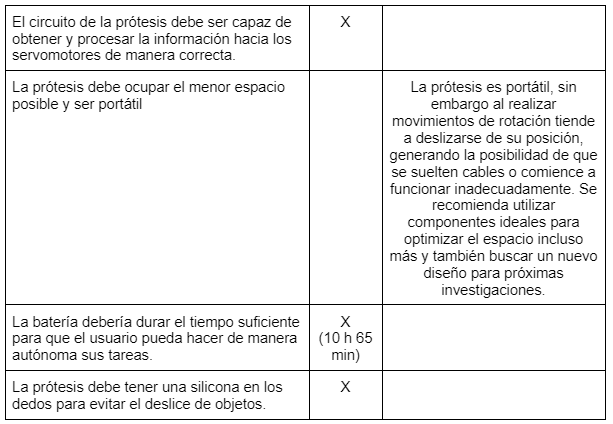 El circuito de la prótesis debe ser capaz de
obtener y procesar la información hacia los
servomotores de manera correcta.
X
La prótesis debe ocupar el menor espacio
posible y ser portátil
La prótesis es portátil, sin
embargo al realizar
movimientos de rotación tiende
a deslizarse de su posición,
generando la posibilidad de que
se suelten cables o comience a
funcionar inadecuadamente. Se
recomienda utilizar
componentes ideales para
optimizar el espacio incluso
más y también buscar un nuevo
diseño para próximas
investigaciones.
La batería debería durar el tiempo suficiente
para que el usuario pueda hacer de manera
autónoma sus tareas.
X
(10 h 65
min)
La prótesis debe tener una silicona en los
dedos para evitar el deslice de objetos.
X